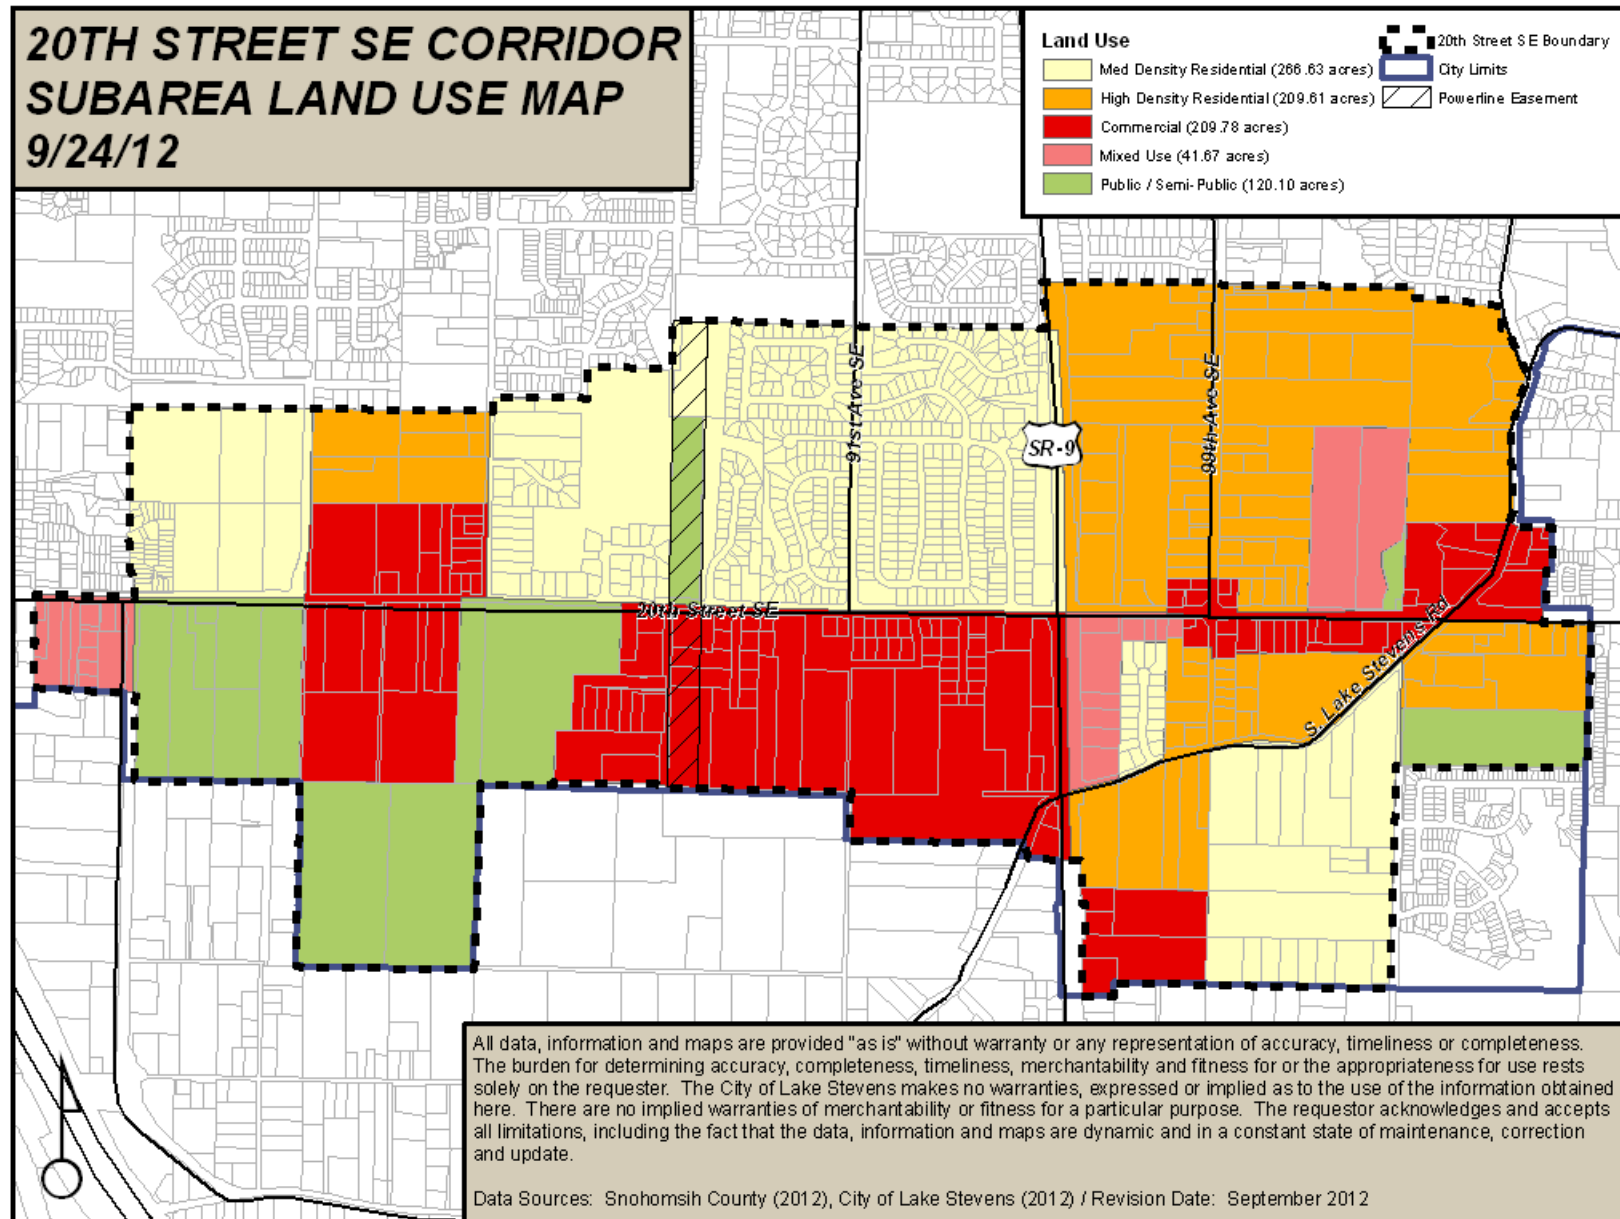 20TH STREET SE CORRIDOR
SUBAREA LAND USE MAP
9/24/12
Land Use
Med Density Residential (266.63 acres)
High Density Residential (209.61 acres)
Commercial (209.78 acres)
Mixed Use (41.67 acres)
Public / Semi-Public (120.10 acres)
20th Street SE Boundary
City Limits
Powerline Easement
91st Ave SE
SR-9
99th Ave SE
20th Street SE
S. Lake Stevens Rd
All data, information and maps are provided "as is" without warranty or any representation of accuracy, timeliness or completeness.
The burden for determining accuracy, completeness, timeliness, merchantability and fitness for or the appropriateness for use rests
solely on the requester. The City of Lake Stevens makes no warranties, expressed or implied as to the use of the information obtained
here. There are no implied warranties of merchantability or fitness for a particular purpose. The requestor acknowledges and accepts
all limitations, including the fact that the data, information and maps are dynamic and in a constant state of maintenance, correction
and update.
Data Sources: Snohomsih County (2012), City of Lake Stevens (2012) / Revision Date: September 2012